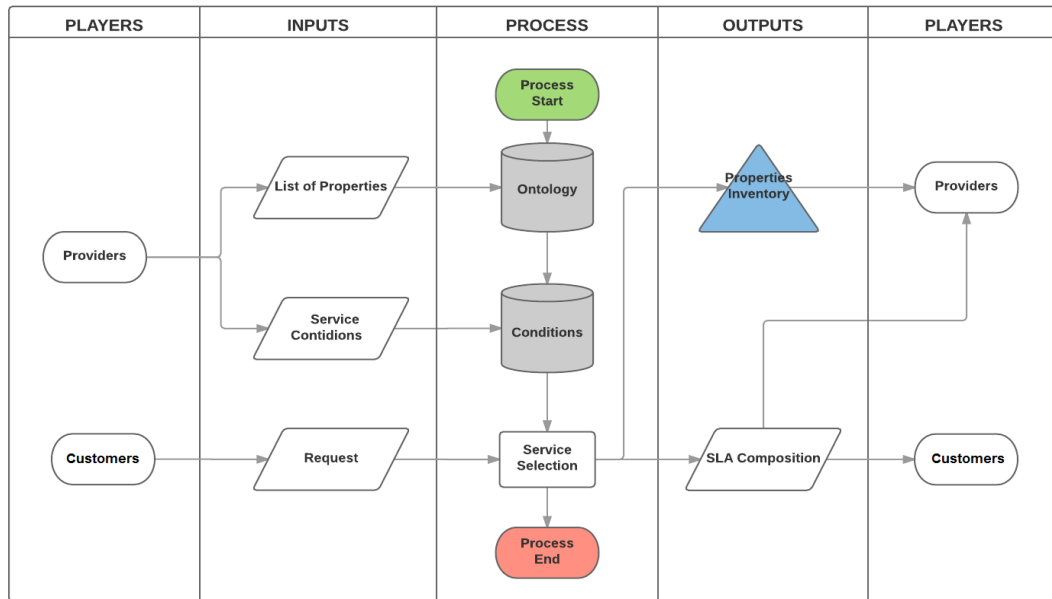 PLAYERS
INPUTS
PROCESS
OUTPUTS
PLAYERS
Process
Start
List of Properties
Ontology
Properties
Inventory
Providers
Providers
Service
Contidions
Conditions
Customers
Request
Service
Selection
SLA Composition
Customers
Process
End